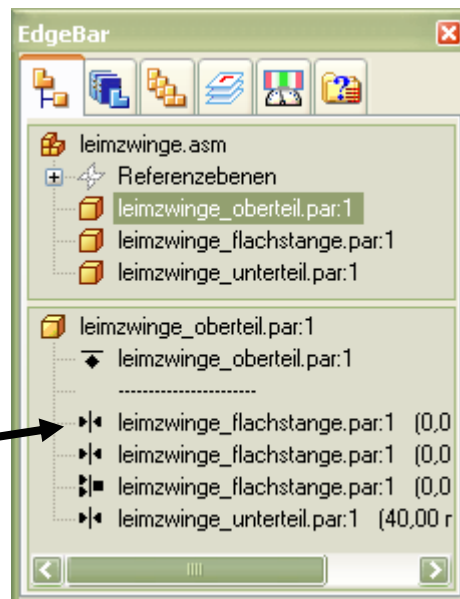 EdgeBar
leimzwinge.asm
Referenzebenen
leimzwinge_oberteil.par:1
leimzwinge_flachstange.par:1
leimzwinge_unterteil.par:1
leimzwinge_oberteil.par:1
leimzwinge_oberteil.par:1
----------------------
leimzwinge_flachstange.par:1 (0,0
leimzwinge_flachstange.par:1 (0,0
leimzwinge_flachstange.par:1 (0,0
leimzwinge_unterteil.par:1 (40,00 r